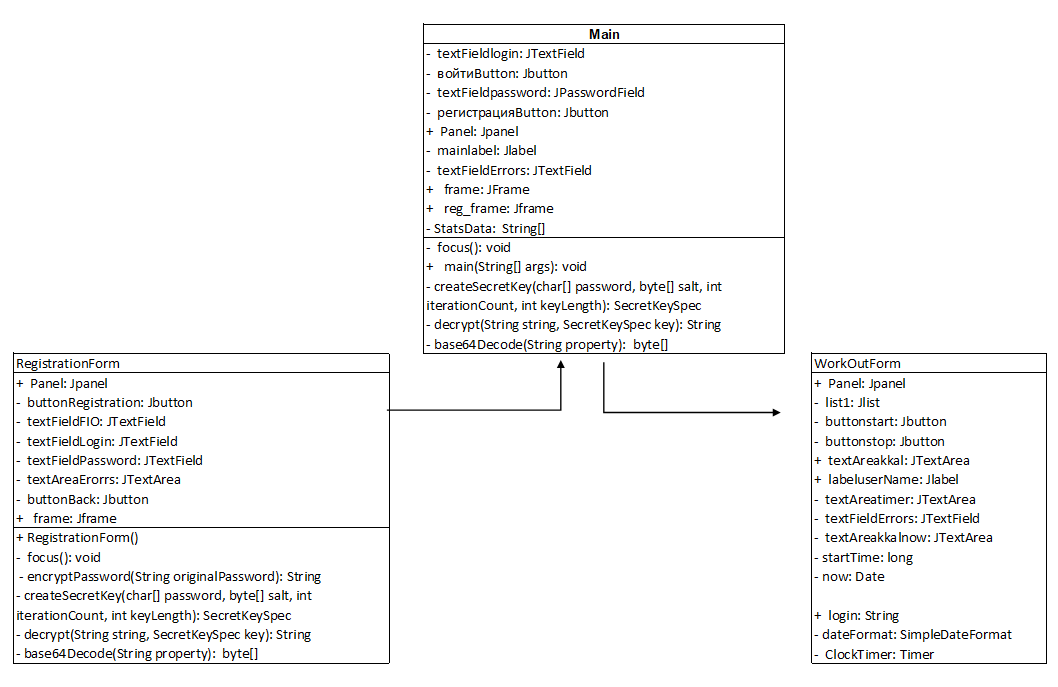 Main
- textFieldlogin: JTextField
- войтиButton: Jbutton
- textFieldpassword: JPasswordField
- регистрацияButton: Jbutton
+ Panel: Jpanel
- mainlabel: Jlabel
- textFieldErrors: JTextField
+ frame: JFrame
+ reg_frame: Jframe
- StatsData: String[]
- focus(): void
+ main(String[] args): void
- createSecretKey(char[] password, byte[] salt, int
iterationCount, int keyLength): SecretKeySpec
- decrypt(String string, SecretKeySpec key): String
- base64Decode(String property): byte[]
RegistrationForm
+ Panel: Jpanel
- buttonRegistration: Jbutton
- textFieldFIO: JTextField
- textFieldLogin: JTextField
- textFieldPassword: JTextField
- textAreaErorrs: JTextArea
- buttonBack: Jbutton
+ frame: Jframe
+ RegistrationForm()
- focus(): void
- encryptPassword(String originalPassword): String
- createSecretKey(char[] password, byte[] salt, int
iterationCount, int keyLength): SecretKeySpec
- decrypt(String string, SecretKeySpec key): String
- base64Decode(String property): byte[]
WorkOutForm
+ Panel: Jpanel
- list1: Jlist
- buttonstart: Jbutton
- buttonstop: Jbutton
+ textAreakkal: JTextArea
+ labeluserName: Jlabel
- textAreatimer: JTextArea
- textFieldErrors: JTextField
- textAreakkalnow: JTextArea
- startTime: long
- now: Date
+ login: String
- dateFormat: SimpleDateFormat
- ClockTimer: Timer